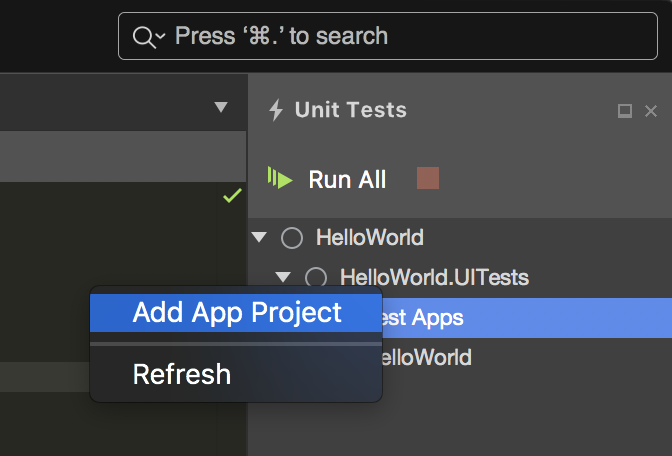 Press ‘⌘.’ to search
Unit Tests
Run All
HelloWorld
HelloWorld.UITests
Add App Project
est Apps
elloWorld
Refresh